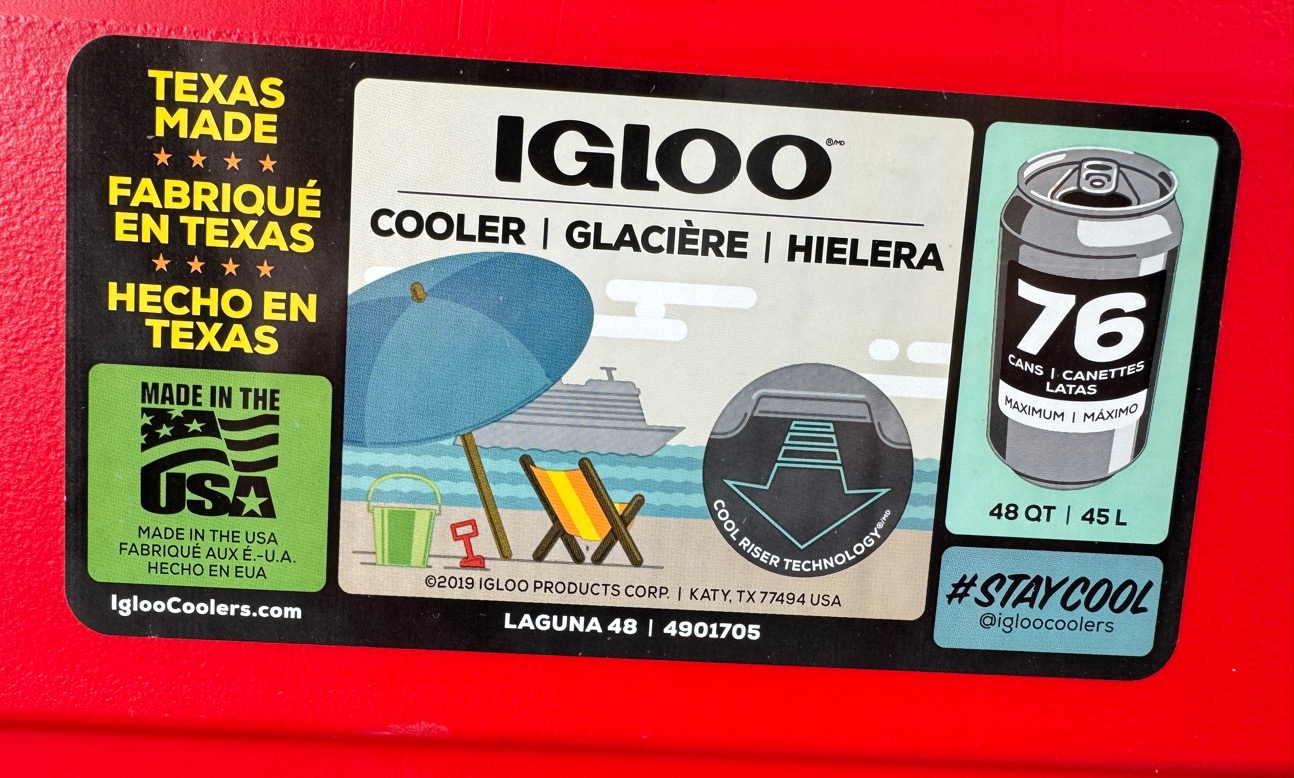 TEXAS
MADE
FABRIQUÉ
EN TEXAS
HECHO EN
TEXAS
MADE IN THE
USA
MADE IN THE USA
FABRIQUÉ AUX É.-U.A.
HECHO EN EUA
IglooCoolers.com
IGLOO®/MD
COOLER | GLACIÈRE | HIELERA
COOL RISER TECHNOLOGY®/MD
©2019 IGLOO PRODUCTS CORP. | KATY, TX 77494 USA
LAGUNA 48 | 4901705
76
CANS | CANETTES
LATAS
MAXIMUM | MÁXIMO
48 QT | 45 L
#STAYCOOL
@igloocoolers